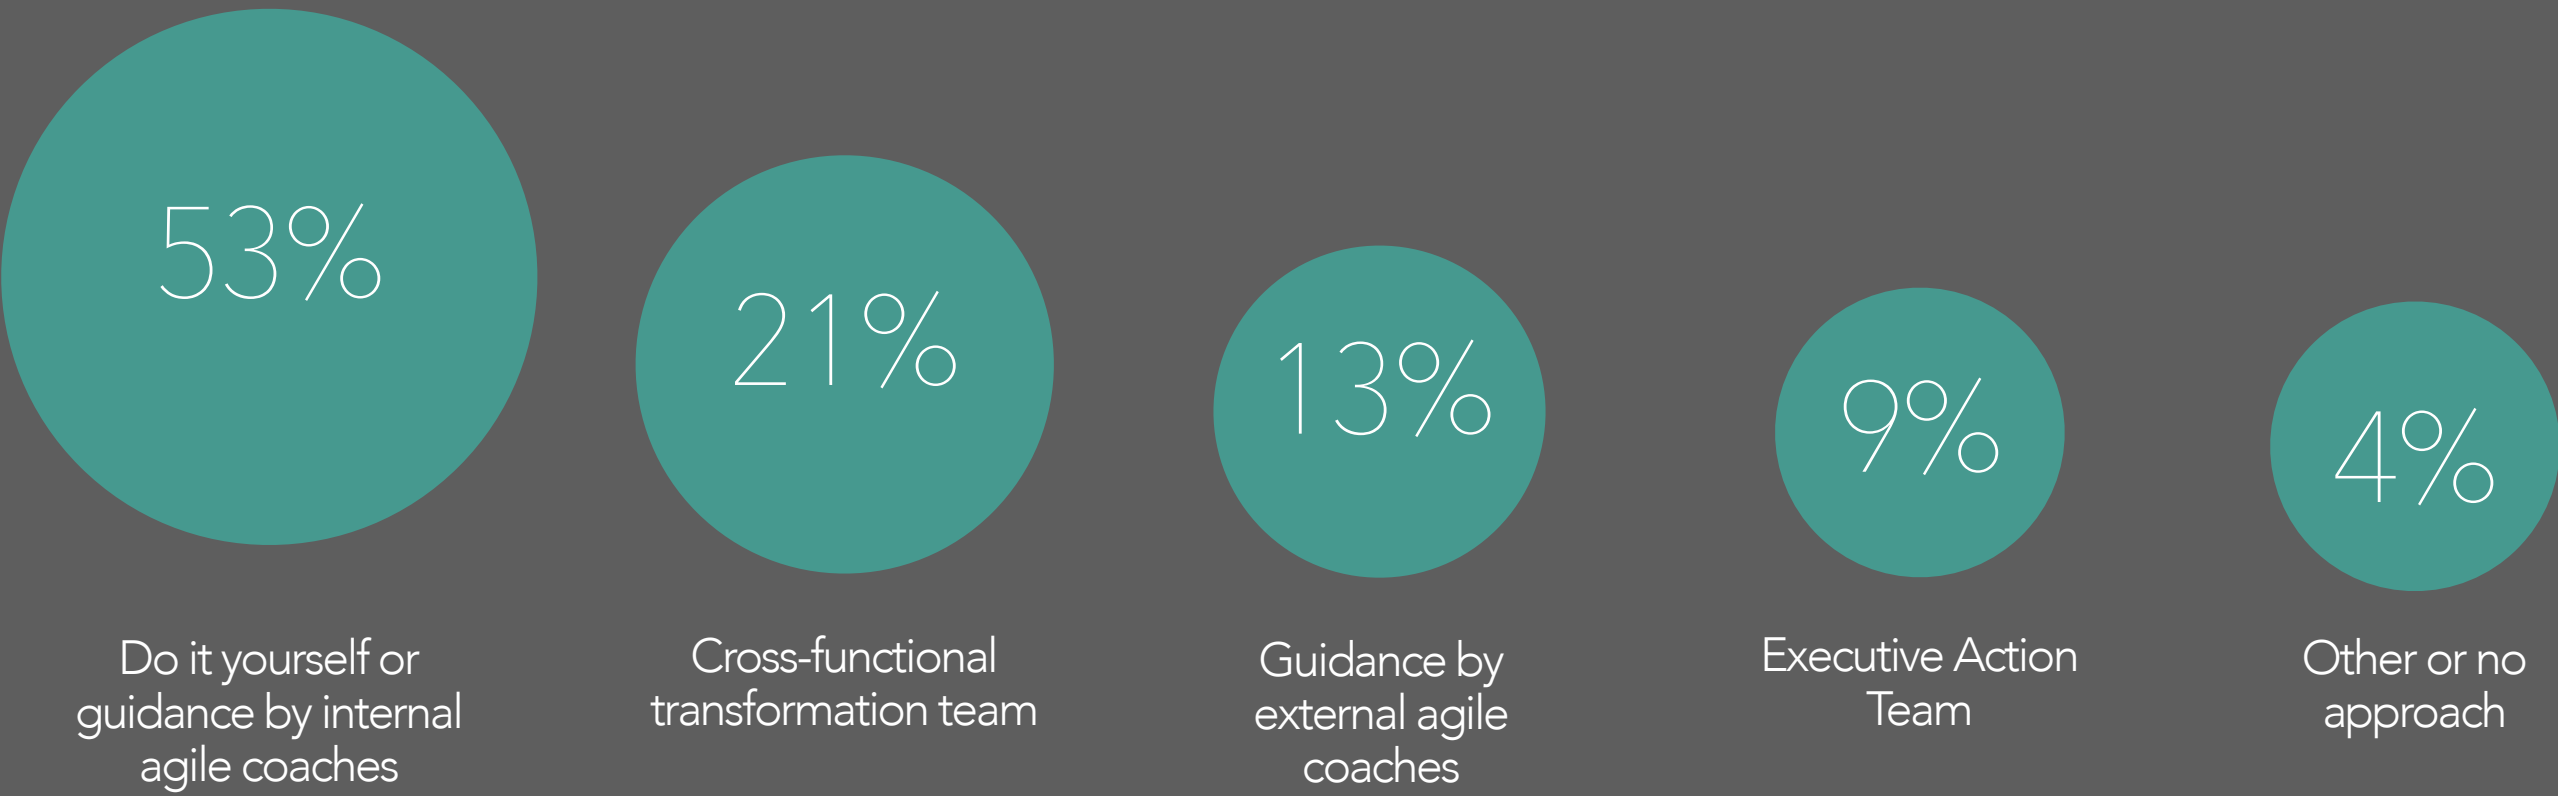 53%
Do it yourself or
guidance by internal
agile coaches
21%
Cross-functional
transformation team
13%
Guidance by
external agile
coaches
9%
Executive Action
Team
4%
Other or no
approach